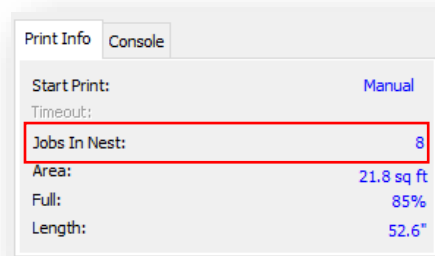 Print Info Console
Start Print: Manual
Timeout:
Jobs In Nest: 8
Area: 21.8 sq ft
Full: 85%
Length: 52.6"